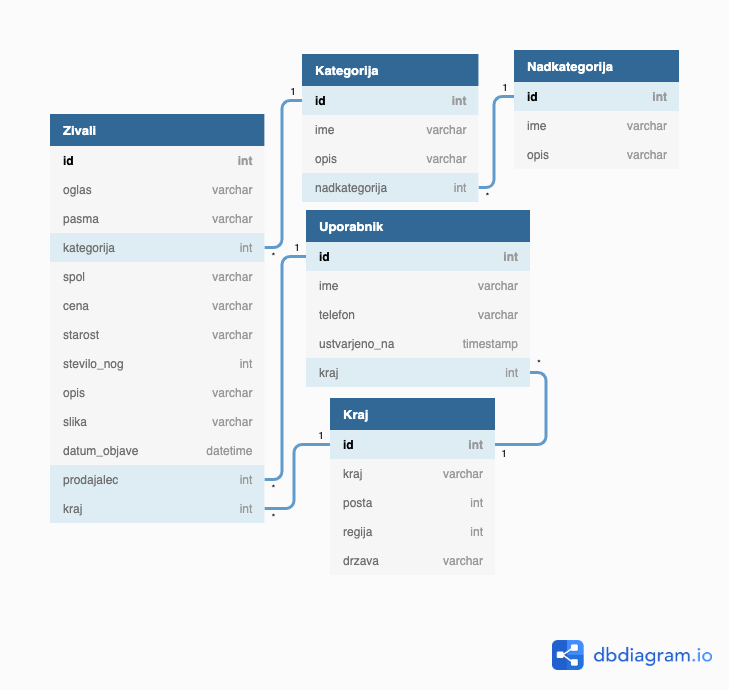 Zivali
id int
oglas varchar
pasma varchar
kategorija int
spol varchar
cena varchar
starost varchar
stevilo_nog int
opis varchar
slika varchar
datum_objave datetime
prodajalec int
kraj int
*
*
*
1
Kategorija
id int
ime varchar
opis varchar
nadkategorija int
*
1
Nadkategorija
id int
ime varchar
opis varchar
1
Uporabnik
id int
ime varchar
telefon varchar
ustvarjeno_na timestamp
kraj int
*
1
Kraj
id int
1
kraj varchar
posta int
regija int
drzava varchar
dbdiagram.io